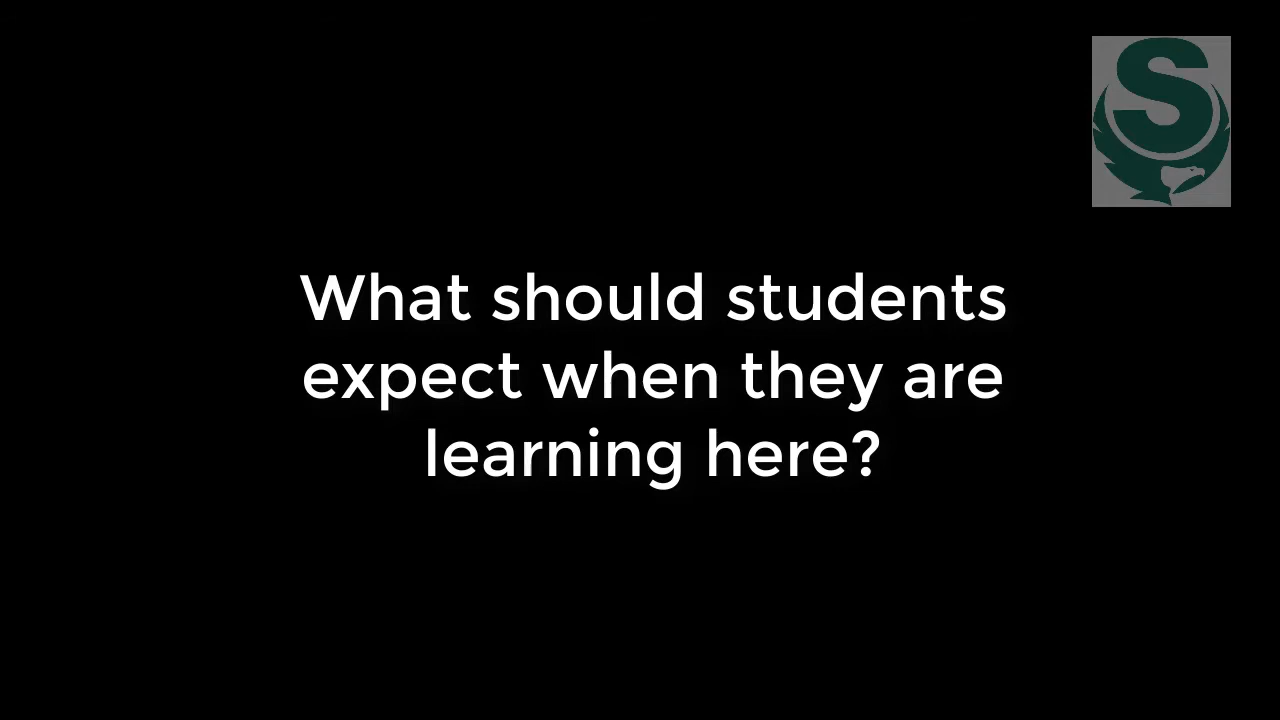 S
What should students
expect when they are
learning here?